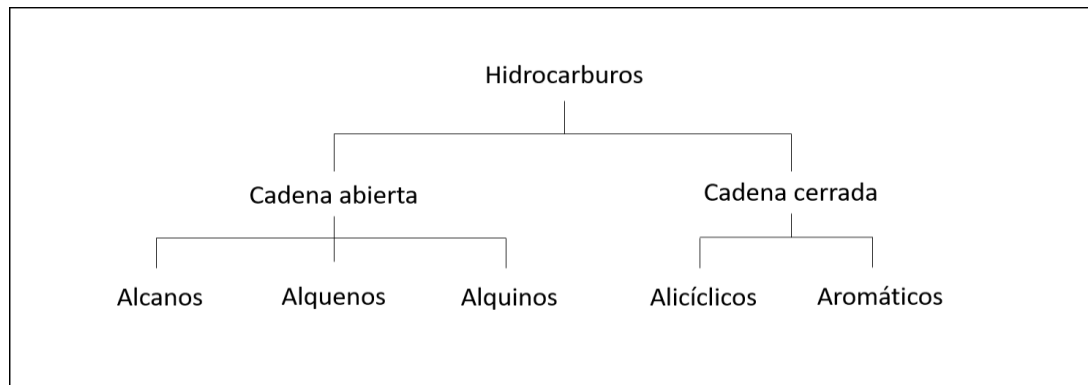 Hidrocarburos
Cadena abierta
Cadena cerrada
Alcanos
Alquenos
Alquinos
Alicíclicos
Aromáticos